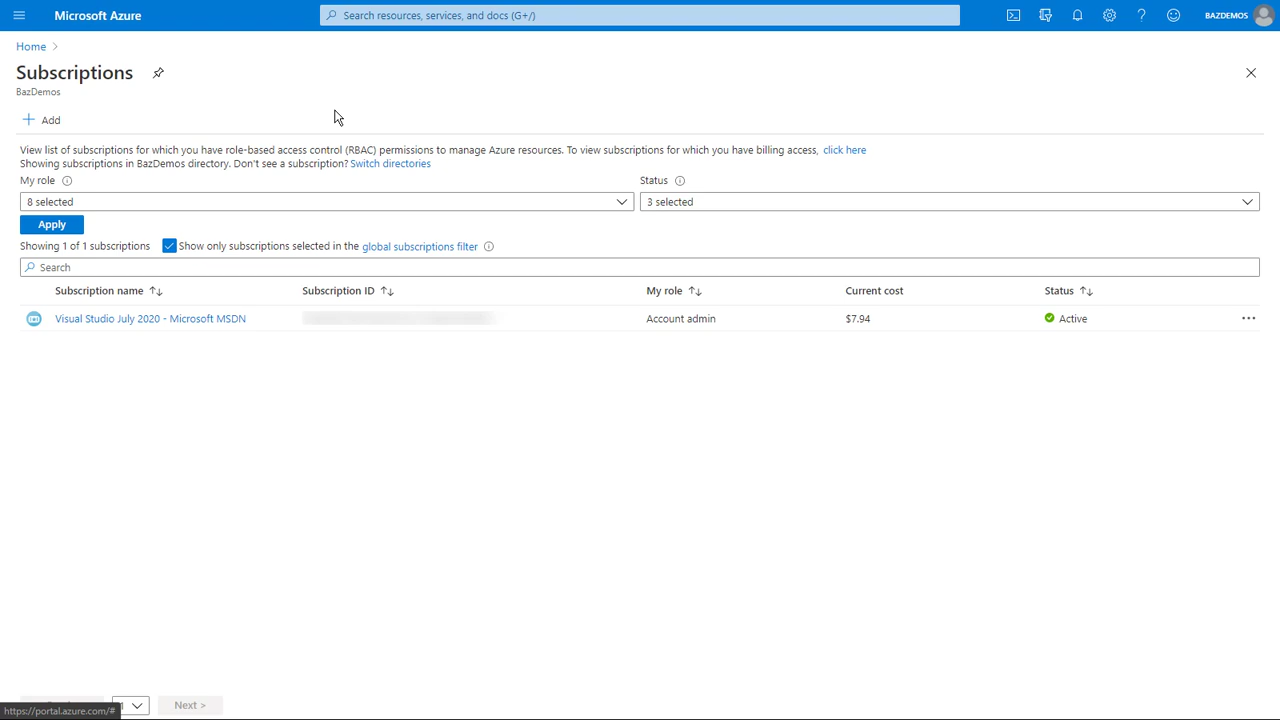 Microsoft Azure
Search resources, services, and docs (G+/)
BAZDEMOS
Home
Subscriptions
BazDemos
Add
View list of subscriptions for which you have role-based access control (RBAC) permissions to manage Azure resources. To view subscriptions for which you have billing access, click here
Showing subscriptions in BazDemos directory. Don't see a subscription? Switch directories
My role
Status
8 selected
3 selected
Apply
Showing 1 of 1 subscriptions
Show only subscriptions selected in the global subscriptions filter
Search
Subscription name
Subscription ID
My role
Current cost
Status
Visual Studio July 2020 - Microsoft MSDN
Account admin
$7.94
Active
Next >
https://portal.azure.com/#